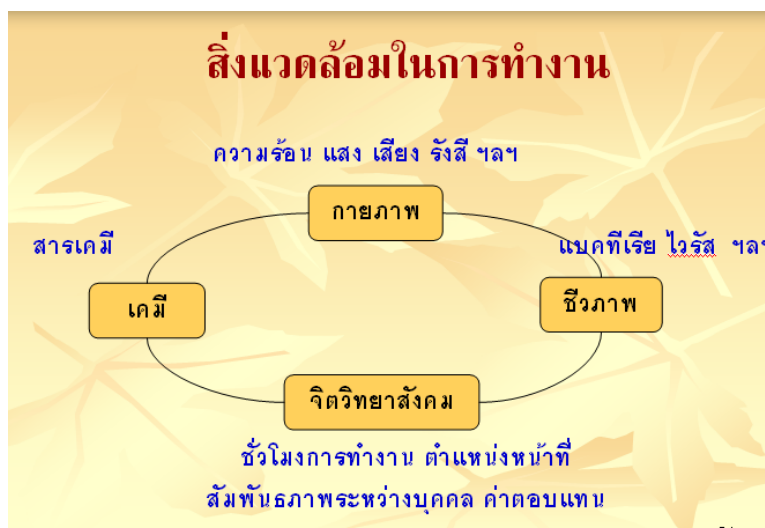 สิ่งแวดล้อมในการทำงาน
ความร้อน แสง เสียง รังสี ฯลฯ
กายภาพ
สารเคมี
แบคทีเรีย ไวรัส ฯลฯ
เคมี
ชีวภาพ
จิตวิทยาสังคม
ชั่วโมงการทำงาน ตำแหน่งหน้าที่
สัมพันธภาพระหว่างบุคคล ค่าตอบแทน